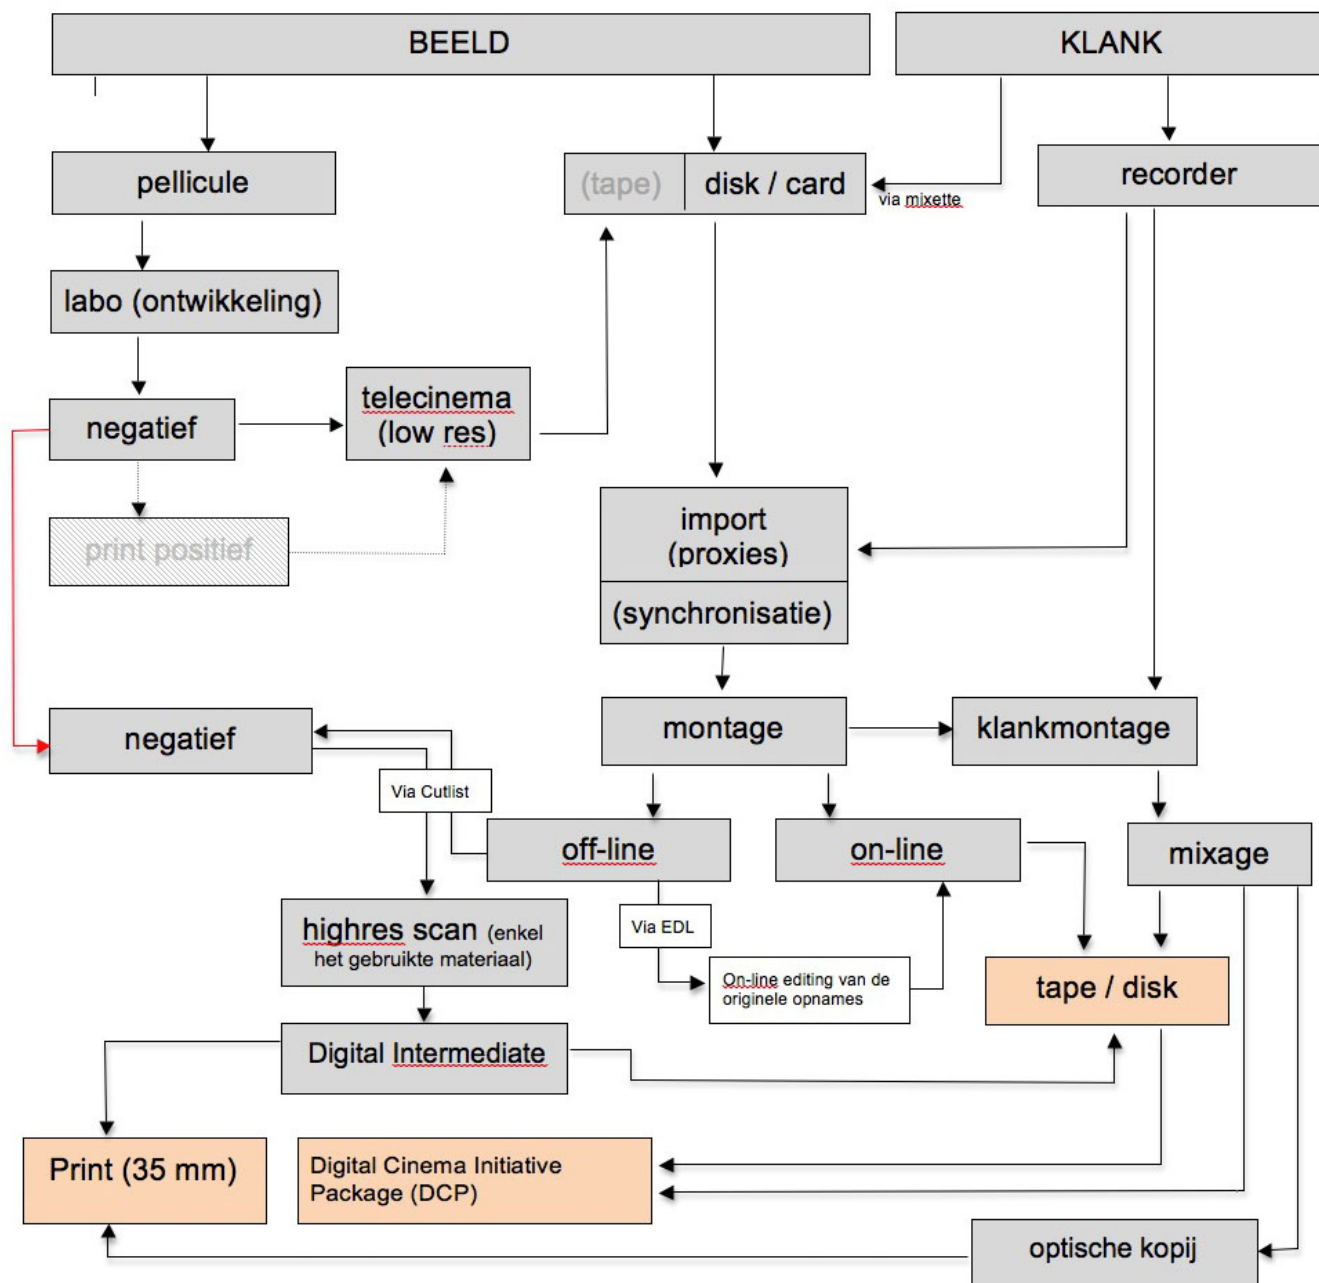 BEELD
KLANK
pellicule
(tape)
disk / card
via mixette
recorder
labo (ontwikkeling)
telecinema
(low res)
negatief
print positief
import
(proxies)
(synchronisatie)
negatief
montage
klankmontage
Via Cutlist
off-line
on-line
mixage
highres scan (enkel
het gebruikte materiaal)
Via EDL
On-line editing van de
originele opnames
tape / disk
Digital Intermediate
Print (35 mm)
Digital Cinema Initiative
Package (DCP)
optische kopij